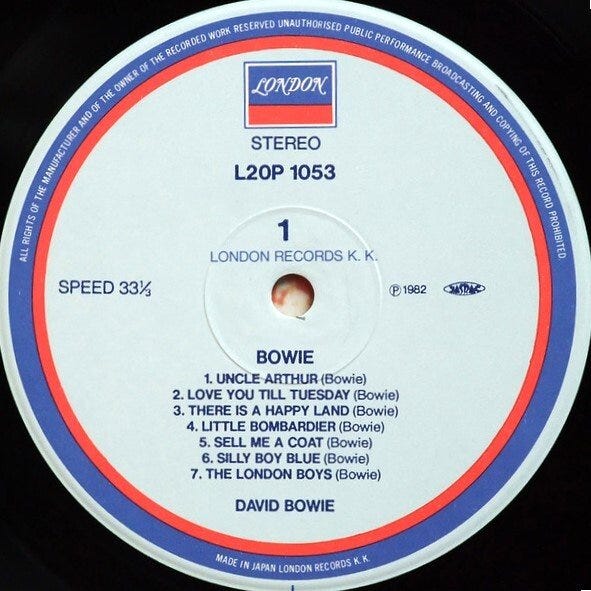 ALL RIGHTS OF THE MANUFACTURER AND OF THE OWNER OF THE RECORDED WORK RESERVED UNAUTHORISED PUBLIC PERFORMANCE BROADCASTING AND COPYING OF THIS RECORD PROHIBITED
LONDON
STEREO
L20P 1053
1
LONDON RECORDS K. K.
SPEED 33⅓
Ⓟ 1982
JASRAC
BOWIE
1. UNCLE ARTHUR (Bowie)
2. LOVE YOU TILL TUESDAY (Bowie)
3. THERE IS A HAPPY LAND (Bowie)
4. LITTLE BOMBARDIER (Bowie)
5. SELL ME A COAT (Bowie)
6. SILLY BOY BLUE (Bowie)
7. THE LONDON BOYS (Bowie)
DAVID BOWIE
MADE IN JAPAN LONDON RECORDS K. K.